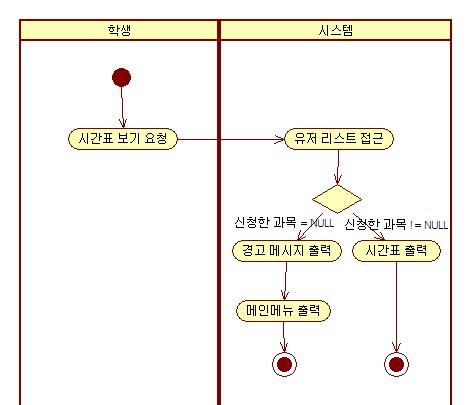 학생
시스템
시간표 보기 요청
유저 리스트 접근
신청한 과목 = NULL
신청한 과목 != NULL
경고 메시지 출력
시간표 출력
메인메뉴 출력